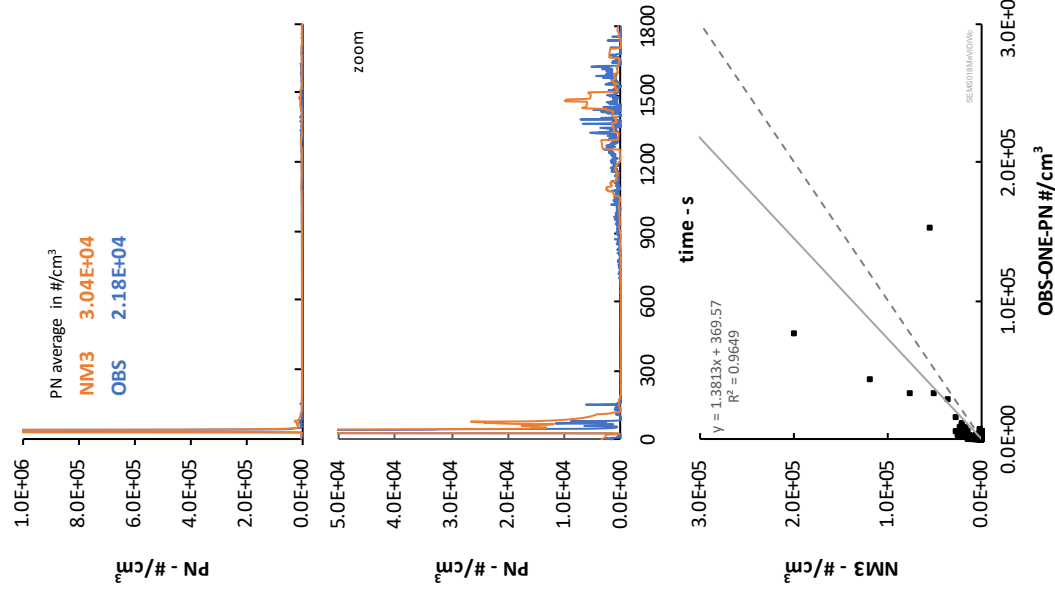 PN average in #/cm³
NM3 3.04E+04
OBS 2.18E+04
1.0E+06
8.0E+05
6.0E+05
4.0E+05
2.0E+05
0.0E+00
PN - #/cm³
zoom
5.0E+04
4.0E+04
3.0E+04
2.0E+04
1.0E+04
0.0E+00
PN - #/cm³
0
300
600
900
1200
1500
1800
time - s
y = 1.3813x + 369.57
R² = 0.9649
3.0E+05
2.0E+05
1.0E+05
0.0E+00
NM3 - #/cm³
0.0E+00
1.0E+05
2.0E+05
3.0E+0
OBS-ONE-PN #/cm³